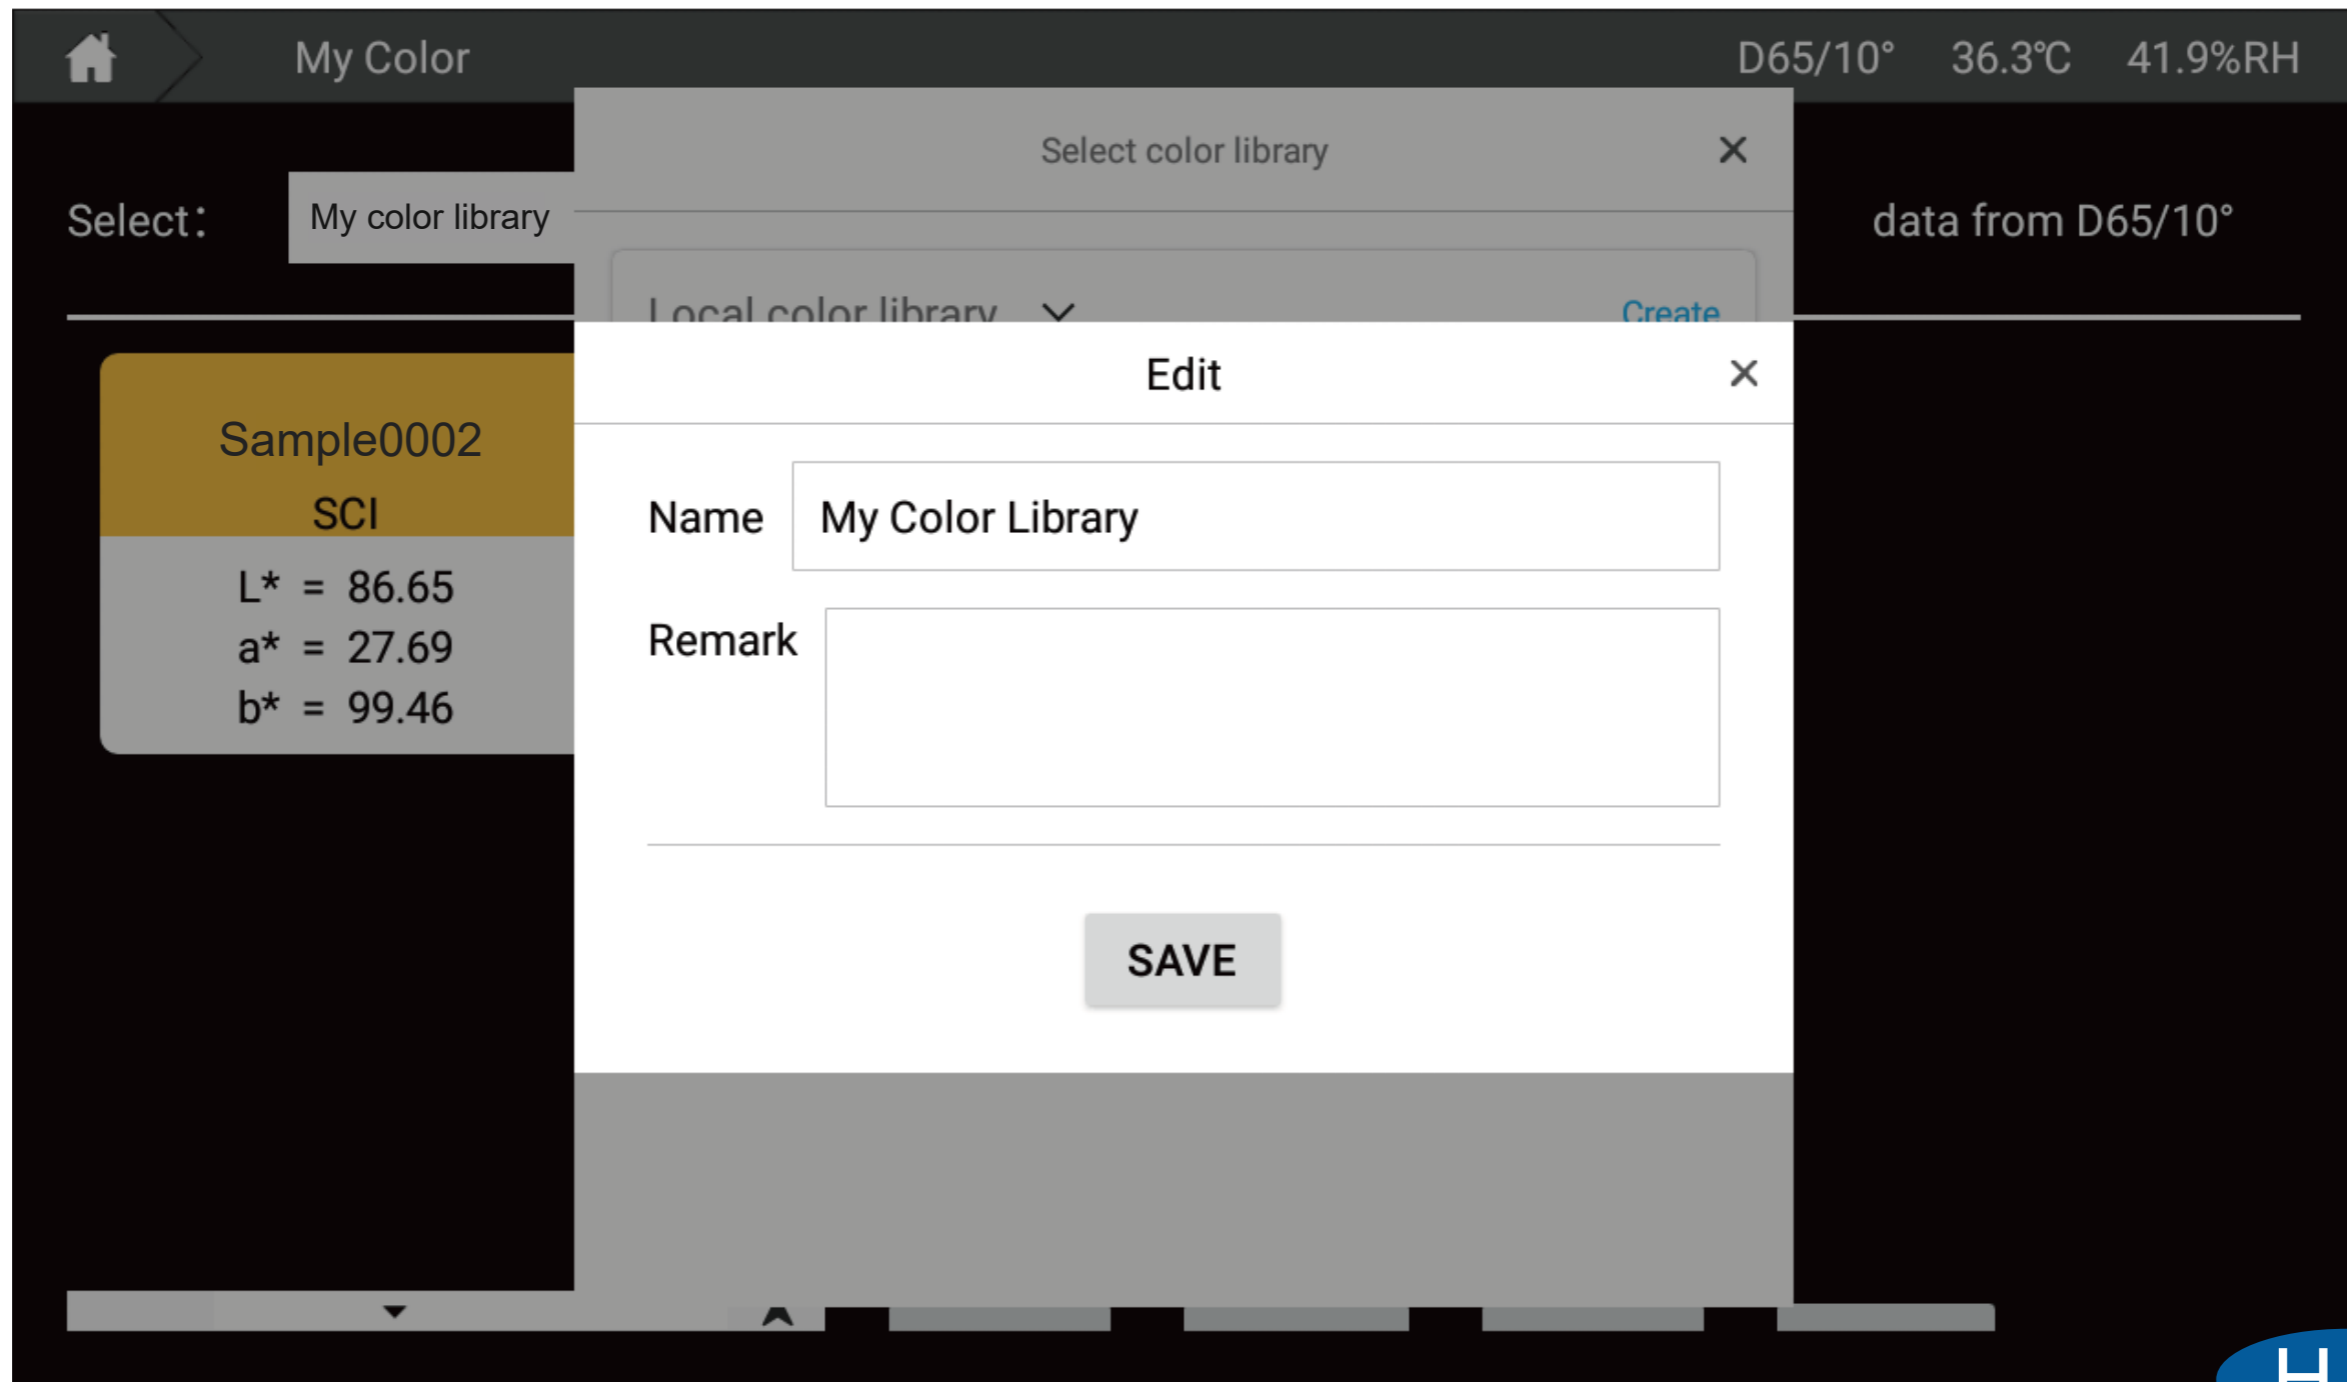 My Color
D65/10° 36.3℃ 41.9%RH
Select color library
Select:
My color library
data from D65/10°
Local color library
Create
Edit
Sample0002
SCI
L* = 86.65
a* = 27.69
b* = 99.46
Name
My Color Library
Remark
SAVE